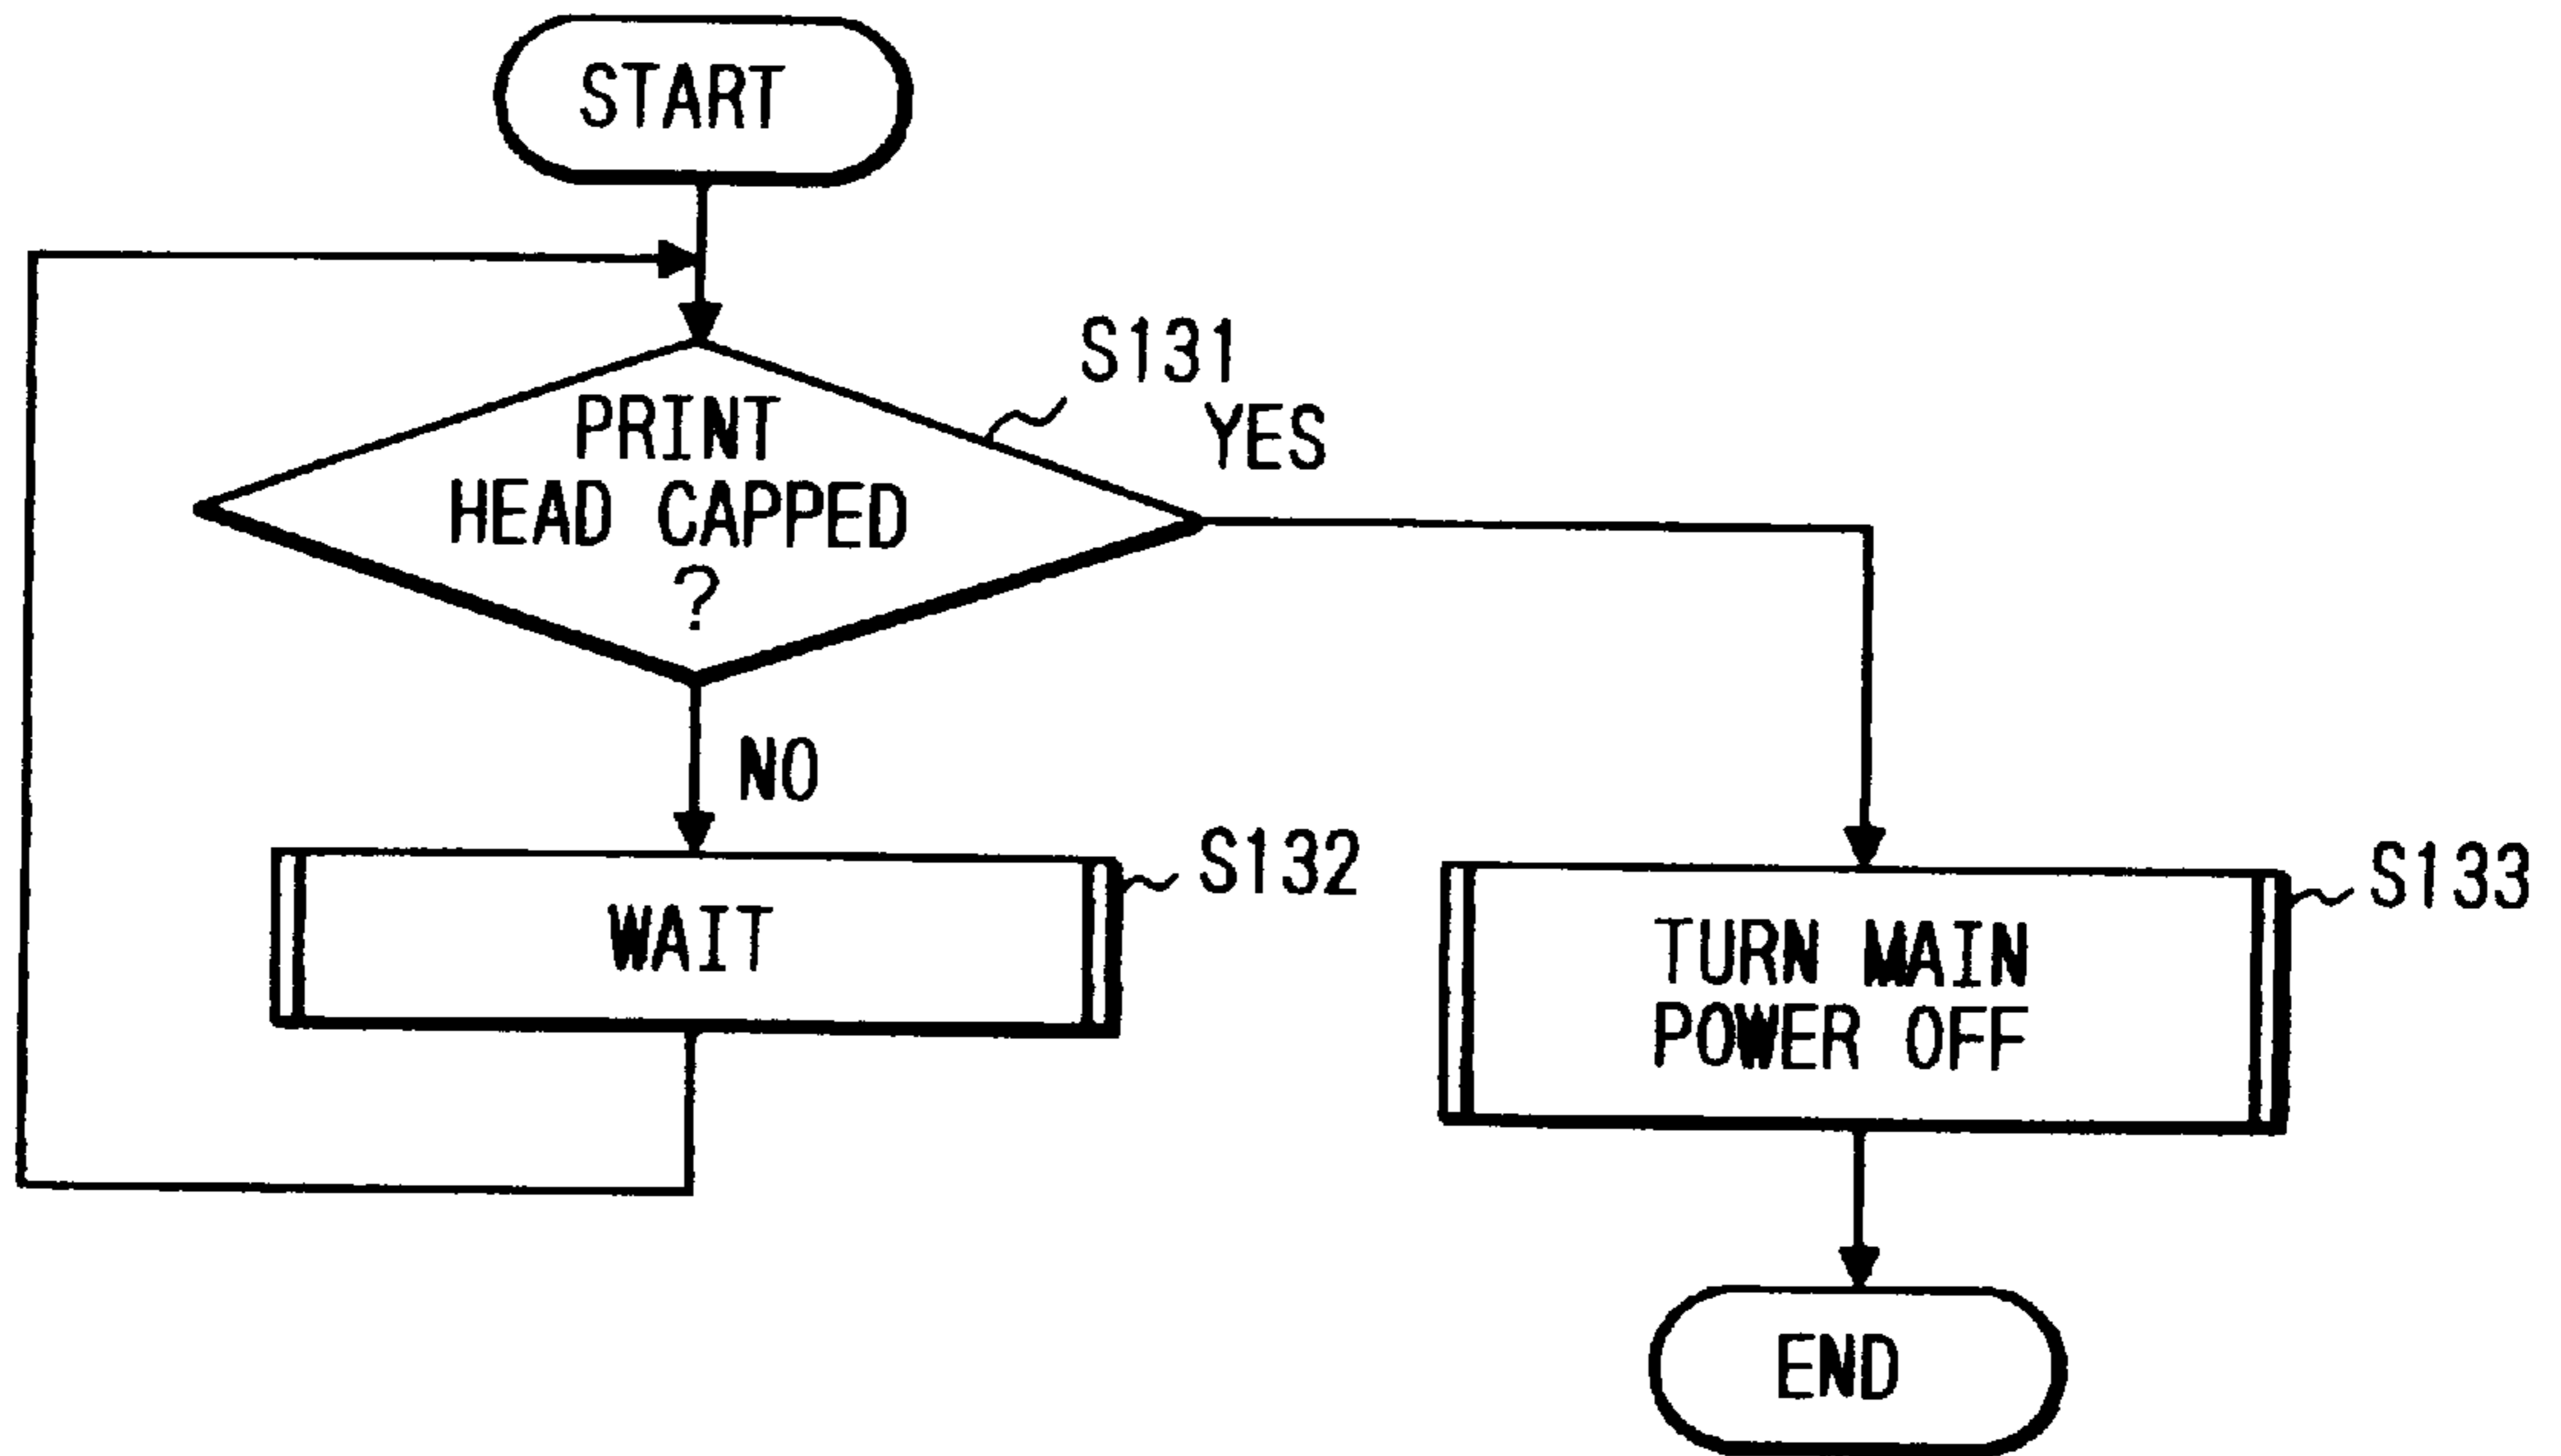 START
S131
YES
PRINT
HEAD CAPPED
?
NO
S132
WAIT
S133
TURN MAIN
POWER OFF
END